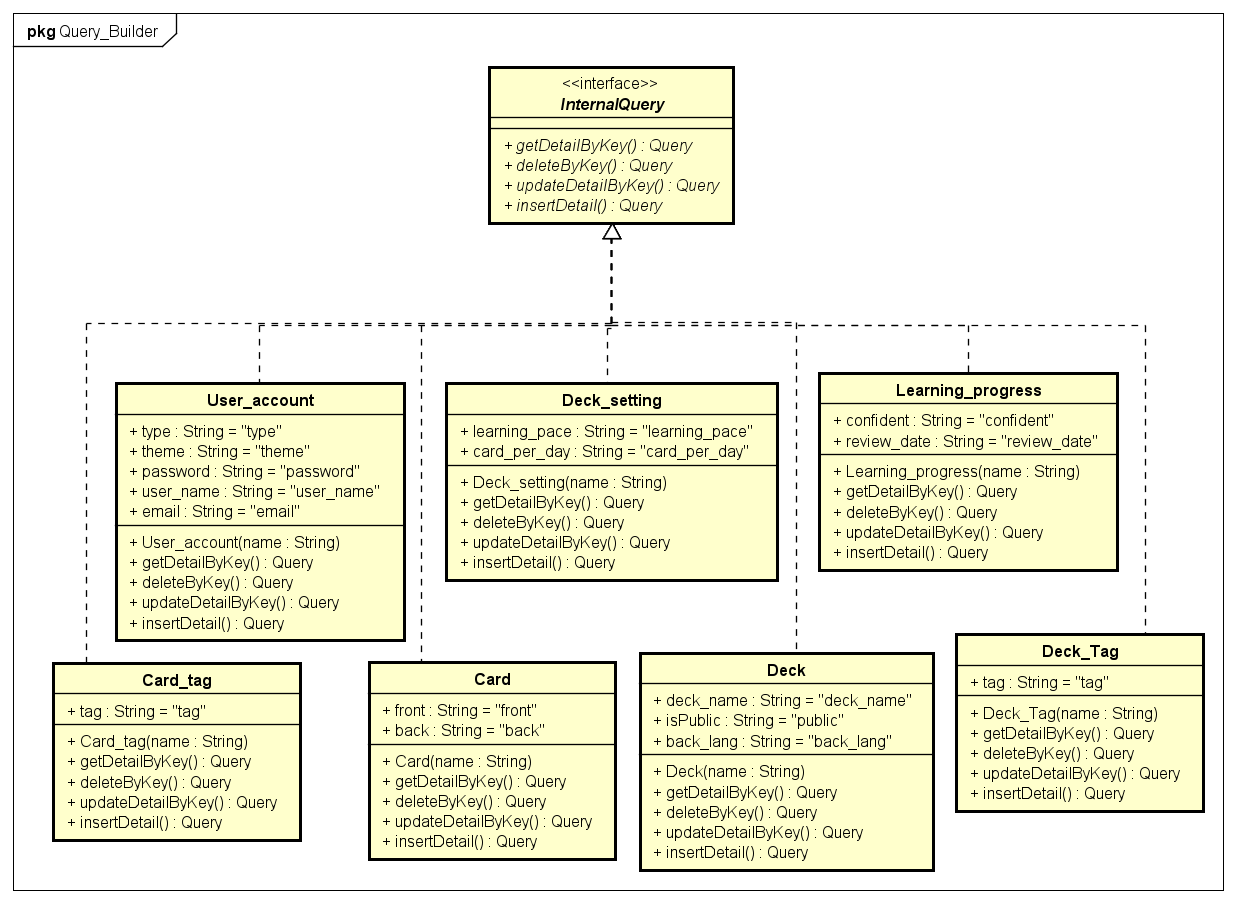 pkg Query_Builder
<<interface>>
InternalQuery
+ getDetailByKey() : Query
+ deleteByKey() : Query
+ updateDetailByKey() : Query
+ insertDetail() : Query
User_account
+ type : String = "type"
+ theme : String = "theme"
+ password : String = "password"
+ user_name : String = "user_name"
+ email : String = "email"
+ User_account(name : String)
+ getDetailByKey() : Query
+ deleteByKey() : Query
+ updateDetailByKey() : Query
+ insertDetail() : Query
Deck_setting
+ learning_pace : String = "learning_pace"
+ card_per_day : String = "card_per_day"
+ Deck_setting(name : String)
+ getDetailByKey() : Query
+ deleteByKey() : Query
+ updateDetailByKey() : Query
+ insertDetail() : Query
Learning_progress
+ confident : String = "confident"
+ review_date : String = "review_date"
+ Learning_progress(name : String)
+ getDetailByKey() : Query
+ deleteByKey() : Query
+ updateDetailByKey() : Query
+ insertDetail() : Query
Card_tag
+ tag : String = "tag"
+ Card_tag(name : String)
+ getDetailByKey() : Query
+ deleteByKey() : Query
+ updateDetailByKey() : Query
+ insertDetail() : Query
Card
+ front : String = "front"
+ back : String = "back"
+ Card(name : String)
+ getDetailByKey() : Query
+ deleteByKey() : Query
+ updateDetailByKey() : Query
+ insertDetail() : Query
Deck
+ deck_name : String = "deck_name"
+ isPublic : String = "public"
+ back_lang : String = "back_lang"
+ Deck(name : String)
+ getDetailByKey() : Query
+ deleteByKey() : Query
+ updateDetailByKey() : Query
+ insertDetail() : Query
Deck_Tag
+ tag : String = "tag"
+ Deck_Tag(name : String)
+ getDetailByKey() : Query
+ deleteByKey() : Query
+ updateDetailByKey() : Query
+ insertDetail() : Query